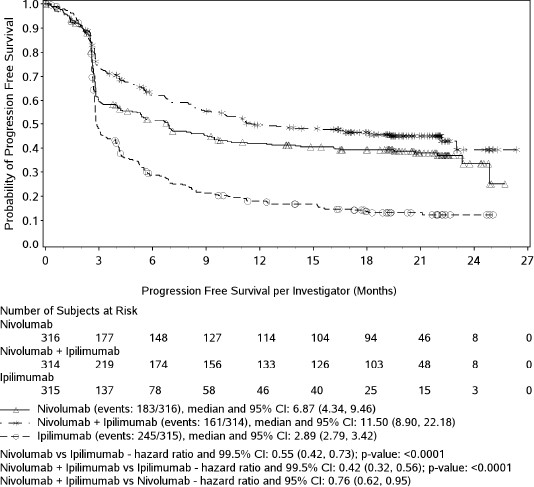 1.0
0.9
0.8
0.7
0.6
0.5
0.4
0.3
0.2
0.1
0.0
Probability of Progression Free Survival
0 3 6 9 12 15 18 21 24 27
Progression Free Survival per Investigator (Months)
Number of Subjects at Risk
Nivolumab
316 177 148 127 114 104 94 46 8 0
Nivolumab + Ipilimumab
314 219 174 156 133 126 103 48 8 0
Ipilimumab
315 137 78 58 46 40 25 15 3 0
Nivolumab (events: 183/316), median and 95% CI: 6.87 (4.34, 9.46)
Nivolumab + Ipilimumab (events: 161/314), median and 95% CI: 11.50 (8.90, 22.18)
Ipilimumab (events: 245/315), median and 95% CI: 2.89 (2.79, 3.42)
Nivolumab vs Ipilimumab - hazard ratio and 99.5% CI: 0.55 (0.42, 0.73); p-value: <0.0001
Nivolumab + Ipilimumab vs Ipilimumab - hazard ratio and 99.5% CI: 0.42 (0.32, 0.56); p-value: <0.0001
Nivolumab + Ipilimumab vs Nivolumab - hazard ratio and 95% CI: 0.76 (0.62, 0.95)